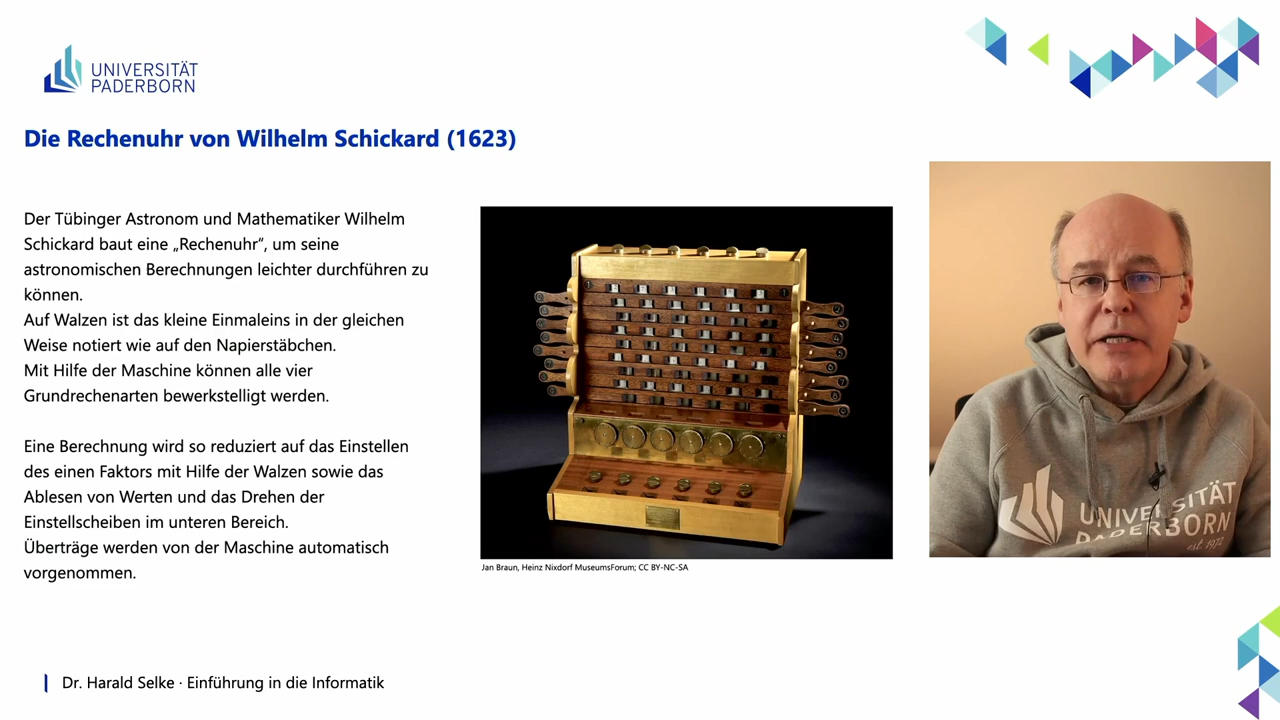 UNIVERSITÄT
PADERBORN
Die Rechenuhr von Wilhelm Schickard (1623)
Der Tübinger Astronom und Mathematiker Wilhelm
Schickard baut eine „Rechenuhr“, um seine
astronomischen Berechnungen leichter durchführen zu
können.
Auf Walzen ist das kleine Einmaleins in der gleichen
Weise notiert wie auf den Napierstäbchen.
Mit Hilfe der Maschine können alle vier
Grundrechenarten bewerkstelligt werden.
Eine Berechnung wird so reduziert auf das Einstellen
des einen Faktors mit Hilfe der Walzen sowie das
Ablesen von Werten und das Drehen der
Einstellscheiben im unteren Bereich.
Überträge werden von der Maschine automatisch
vorgenommen.
Jan Braun, Heinz Nixdorf MuseumsForum; CC BY-NC-SA
UNIVERSITÄT
PADERBORN
est. 1972
Dr. Harald Selke · Einführung in die Informatik